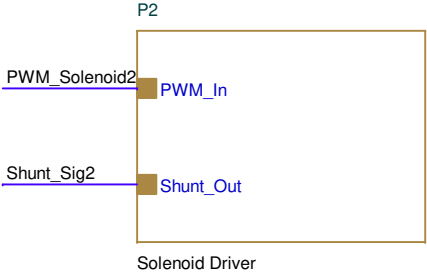 P2
PWM_Solenoid2
PWM_In
Shunt_Sig2
Shunt_Out
Solenoid Driver